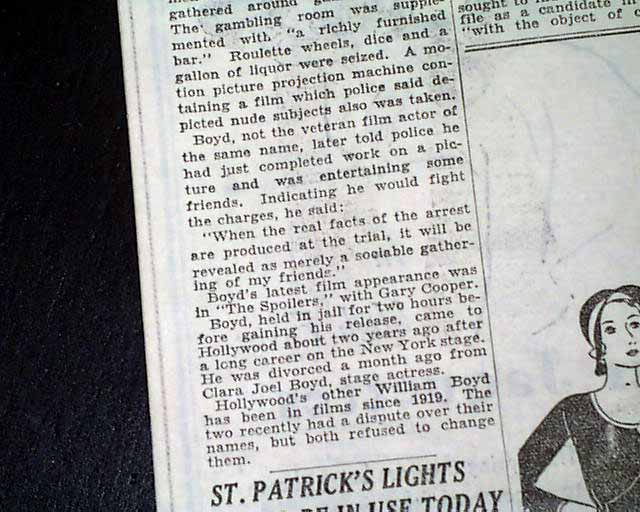 gathered around
The gambling room was supple-
mented with "a richly furnished
bar." Roulette wheels, dice and a
gallon of liquor were seized. A mo-
tion picture projection machine con-
taining a film which police said de-
picted nude subjects also was taken.
Boyd, not the veteran film actor of
the same name, later told police he
had just completed work on a pic-
ture and was entertaining some
friends. Indicating he would fight
the charges, he said:
"When the real facts of the arrest
are produced at the trial, it will be
revealed as merely a sociable gather-
ing of my friends."
Boyd's latest film appearance was
in "The Spoilers," with Gary Cooper.
Boyd, held in jail for two hours be-
fore gaining his release, came to
Hollywood about two years ago after
a long career on the New York stage.
He was divorced a month ago from
Clara Joel Boyd, stage actress.
Hollywood's other William Boyd
has been in films since 1919. The
two recently had a dispute over their
names, but both refused to change
them.
ST. PATRICK'S LIGHTS
BE IN USE TODAY
sought to
file as a candidate
"with the object of